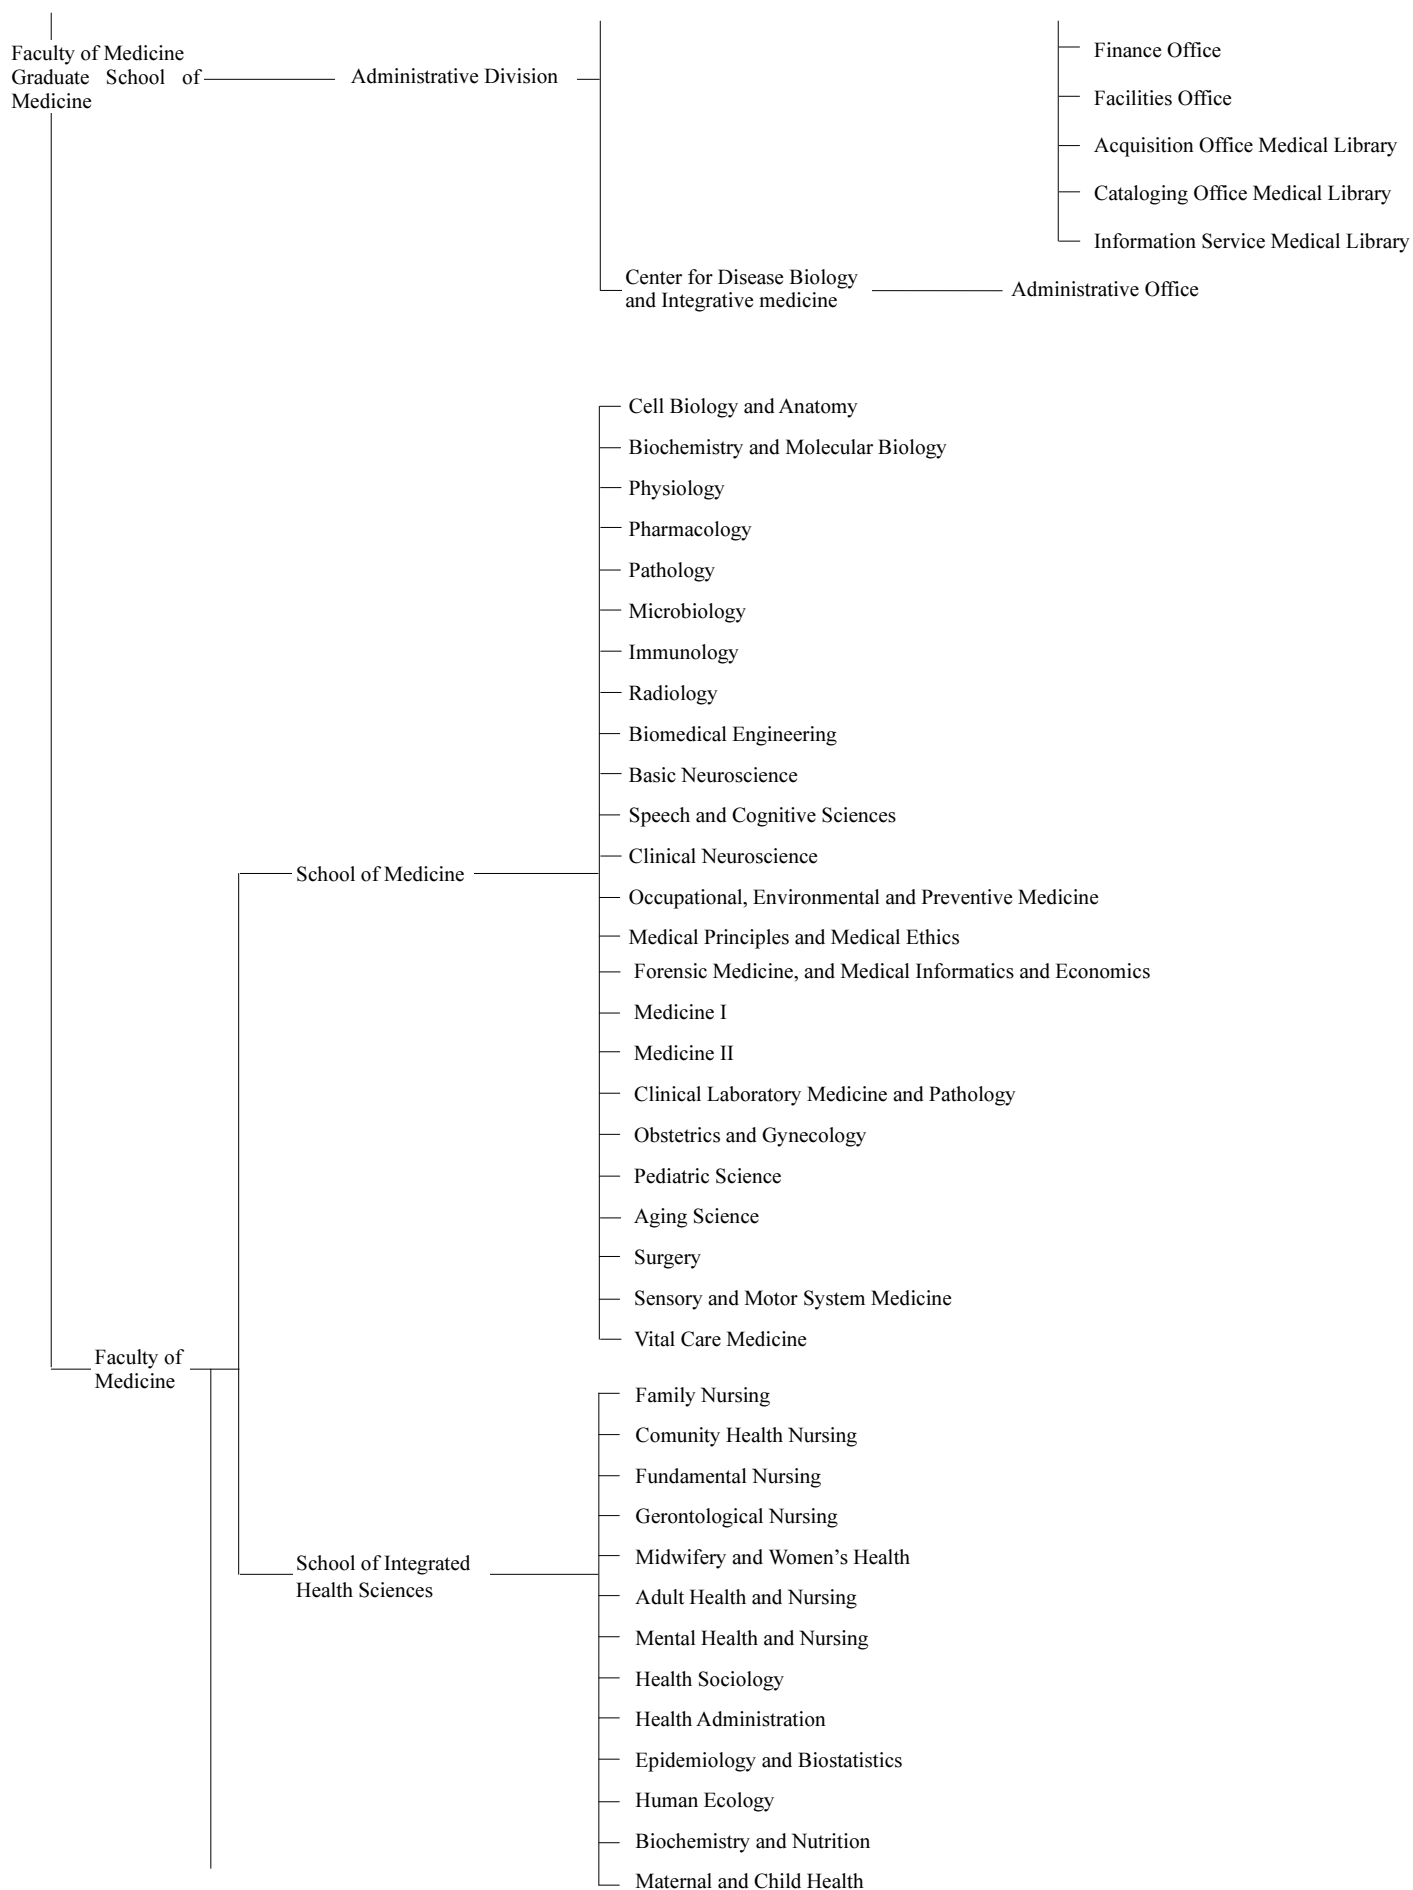 Faculty of Medicine
Graduate School of
Medicine
Administrative Division
Finance Office
Facilities Office
Acquisition Office Medical Library
Cataloging Office Medical Library
Information Service Medical Library
Center for Disease Biology
and Integrative medicine
Administrative Office
Cell Biology and Anatomy
Biochemistry and Molecular Biology
Physiology
Pharmacology
Pathology
Microbiology
Immunology
Radiology
Biomedical Engineering
Basic Neuroscience
Speech and Cognitive Sciences
Clinical Neuroscience
School of Medicine
Occupational, Environmental and Preventive Medicine
Medical Principles and Medical Ethics
Forensic Medicine, and Medical Informatics and Economics
Medicine I
Medicine II
Clinical Laboratory Medicine and Pathology
Obstetrics and Gynecology
Pediatric Science
Aging Science
Surgery
Sensory and Motor System Medicine
Vital Care Medicine
Faculty of
Medicine
Family Nursing
Comunity Health Nursing
Fundamental Nursing
Gerontological Nursing
Midwifery and Women's Health
School of Integrated
Health Sciences
Adult Health and Nursing
Mental Health and Nursing
Health Sociology
Health Administration
Epidemiology and Biostatistics
Human Ecology
Biochemistry and Nutrition
Maternal and Child Health